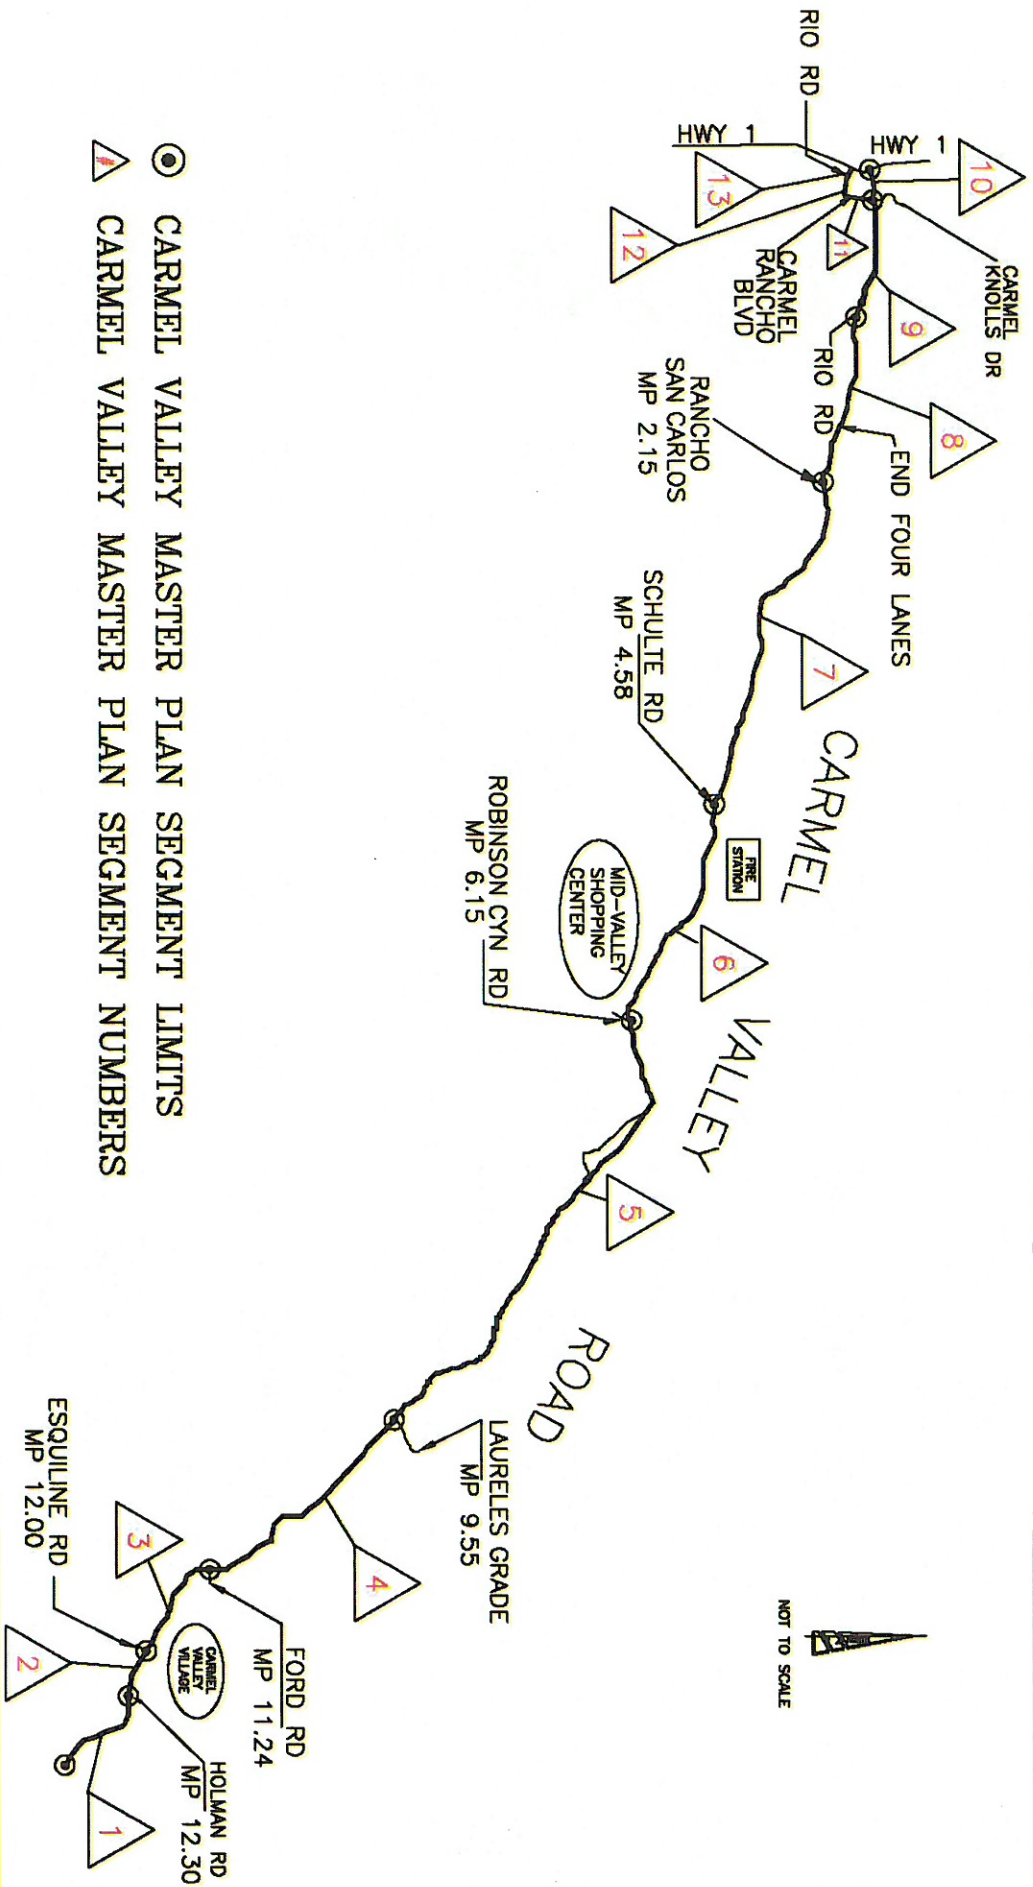 RIO RD
HWY 1
HWY 1
10
13
12
11
CARMEL
KNOLLS DR
CARMEL
RANCHO
BLVD
9
RIO RD
8
END FOUR LANES
RANCHO
SAN CARLOS
MP 2.15
7
SCHULTE RD
MP 4.58
CARMEL
VALLEY
ROAD
FIRE
STATION
MID-VALLEY
SHOPPING
CENTER
6
ROBINSON CYN RD
MP 6.15
5
LAURELES GRADE
MP 9.55
4
NOT TO SCALE
FORD RD
MP 11.24
3
ESQUILINE RD
MP 12.00
CARMEL
VALLEY
VILLAGE
2
HOLMAN RD
MP 12.30
1
CARMEL VALLEY MASTER PLAN SEGMENT LIMITS
# CARMEL VALLEY MASTER PLAN SEGMENT NUMBERS